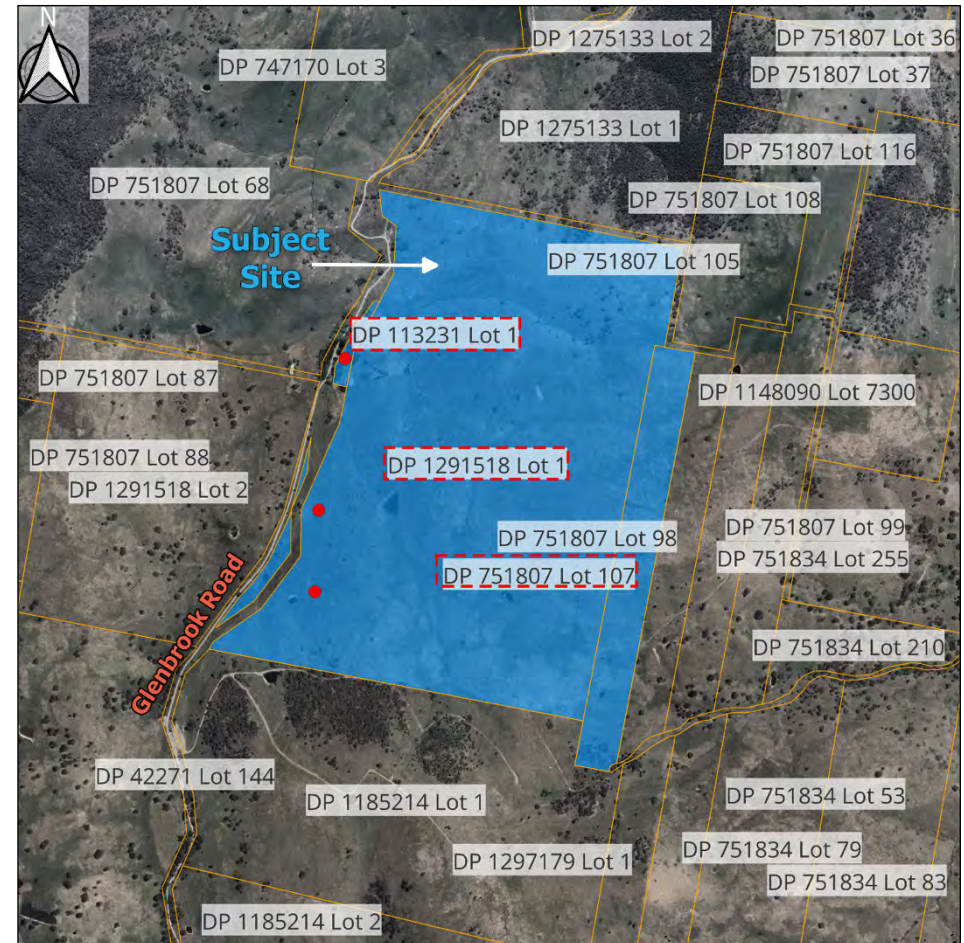 N
DP 1275133 Lot 2
DP 751807 Lot 36
DP 747170 Lot 3
DP 751807 Lot 37
DP 1275133 Lot 1
DP 751807 Lot 116
DP 751807 Lot 68
DP 751807 Lot 108
Subject
Site
DP 751807 Lot 105
DP 113231 Lot 1
DP 751807 Lot 87
DP 1148090 Lot 7300
DP 751807 Lot 88
DP 1291518 Lot 1
DP 1291518 Lot 2
DP 751807 Lot 99
DP 751807 Lot 98
DP 751834 Lot 255
DP 751807 Lot 107
Glenbrook Road
DP 751834 Lot 210
DP 42271 Lot 144
DP 1185214 Lot 1
DP 751834 Lot 53
DP 751834 Lot 79
DP 1297179 Lot 1
DP 751834 Lot 83
DP 1185214 Lot 2